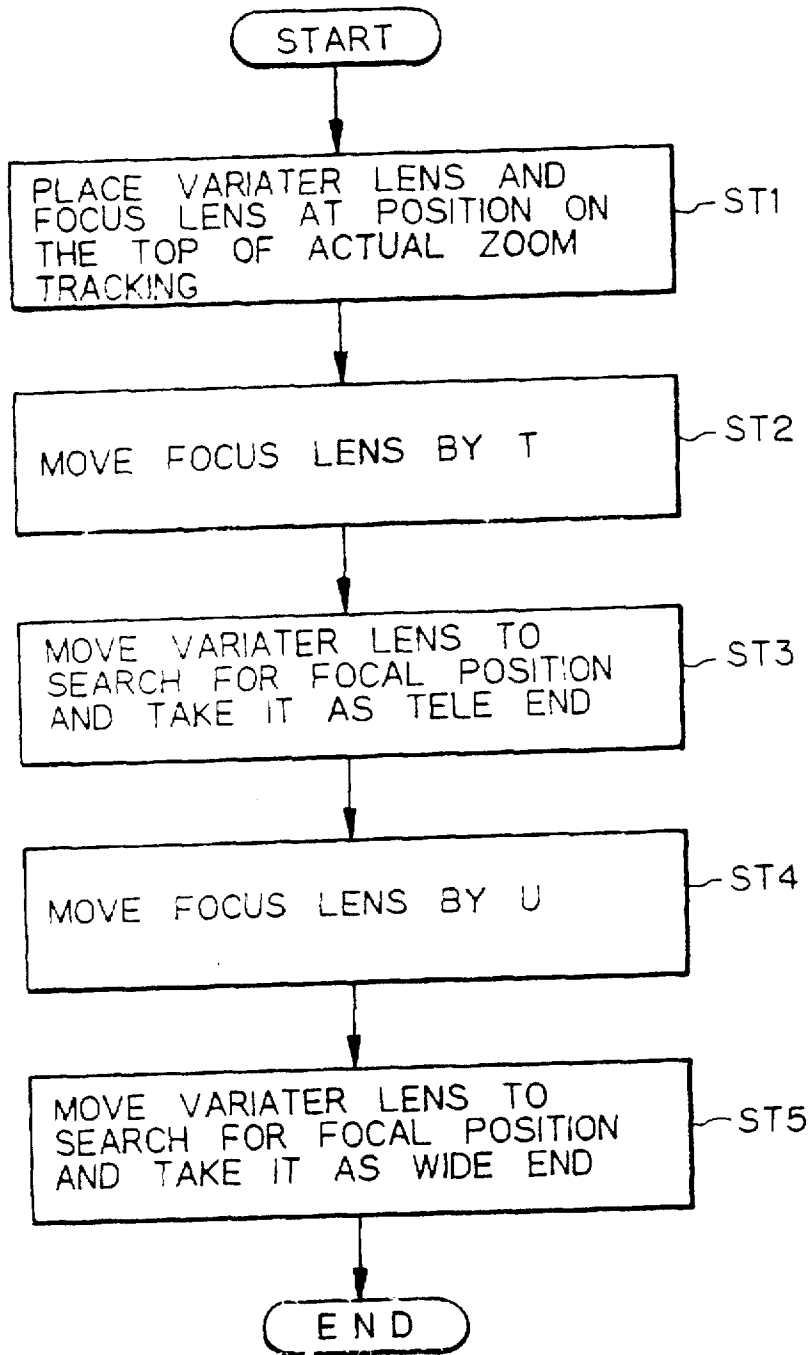 START
PLACE VARIATER LENS AND
FOCUS LENS AT POSITION ON
THE TOP OF ACTUAL ZOOM
TRACKING
ST1
MOVE FOCUS LENS BY T
ST2
MOVE VARIATER LENS TO
SEARCH FOR FOCAL POSITION
AND TAKE IT AS TELE END
ST3
MOVE FOCUS LENS BY U
ST4
MOVE VARIATER LENS TO
SEARCH FOR FOCAL POSITION
AND TAKE IT AS WIDE END
ST5
END